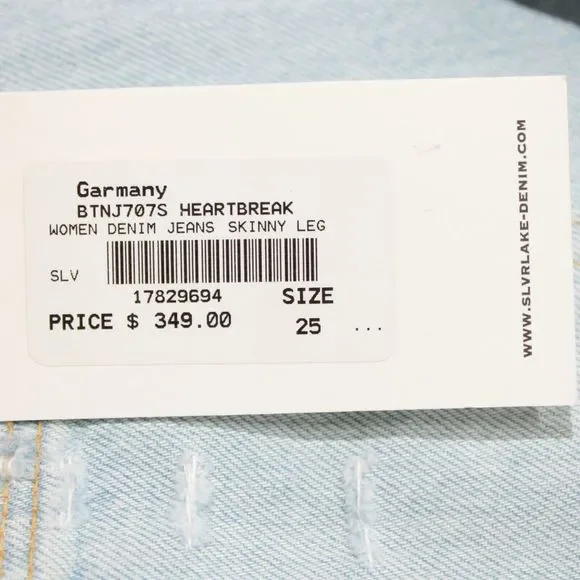 Garmany
BTNJ707S HEARTBREAK
WOMEN DENIM JEANS SKINNY LEG
SLV
17829694
SIZE
PRICE $ 349.00
25 ...
WWW.SLVRLAKE-DENIM.COM